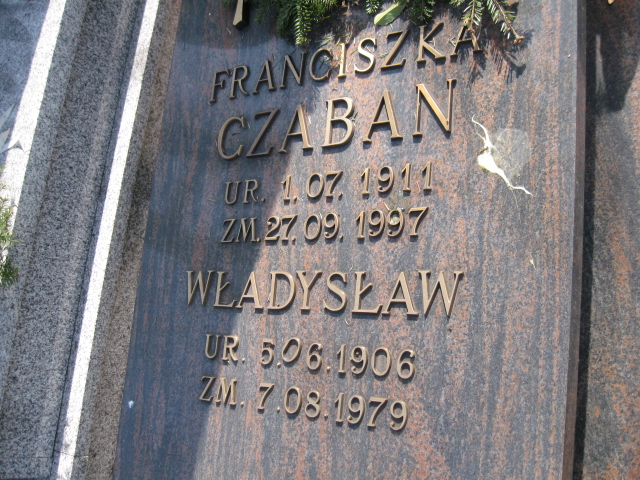 FRANCISZKA
CZABAN
UR. 1.07.1911
ZM.27.09.1997
WŁADYSŁAW
UR. 5.06.1906
ZM. 7.08.1979